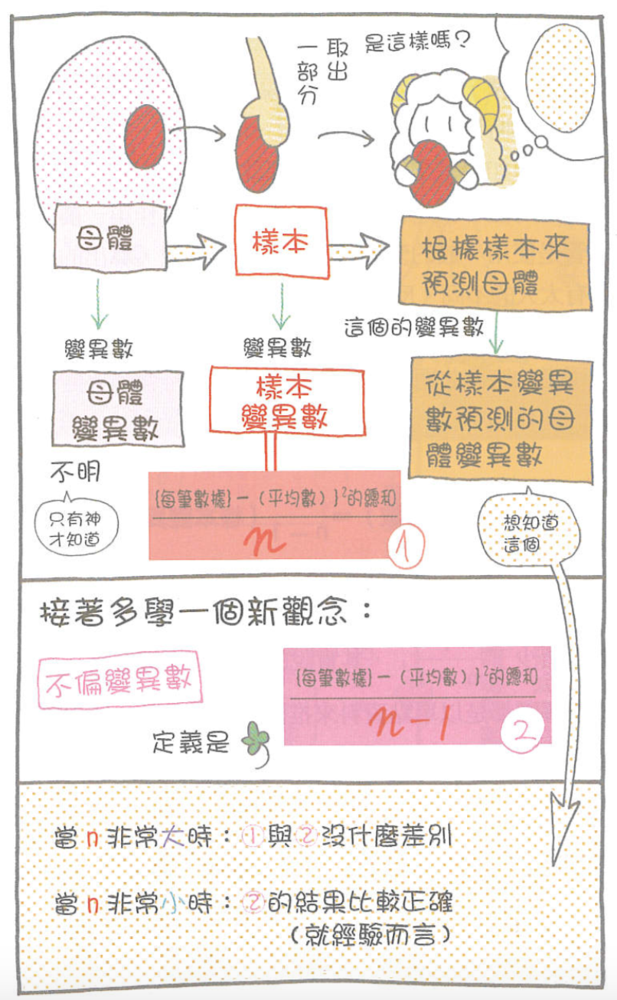 取出
一部分
是這樣嗎？
母體
樣本
根據樣本來
預測母體
變異數
變異數
這個的變異數
母體
變異數
樣本
變異數
從樣本變異
數預測的母
體變異數
不明
只有神
才知道
{每筆數據}－（平均數）}²的總和
n
1
想知道
這個
接著多學一個新觀念：
不偏變異數
定義是
{每筆數據}－（平均數）}²的總和
n-1
2
當n非常大時：①與②沒什麼差別
當n非常小時：②的結果比較正確
（就經驗而言）